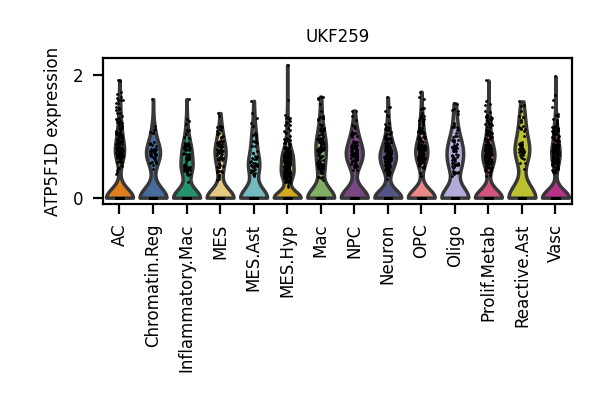 UKF259
ATP5F1D expression
2
0
AC
Chromatin.Reg
Inflammatory.Mac
MES
MES.Ast
MES.Hyp
Mac
NPC
Neuron
OPC
Oligo
Prolif.Metab
Reactive.Ast
Vasc